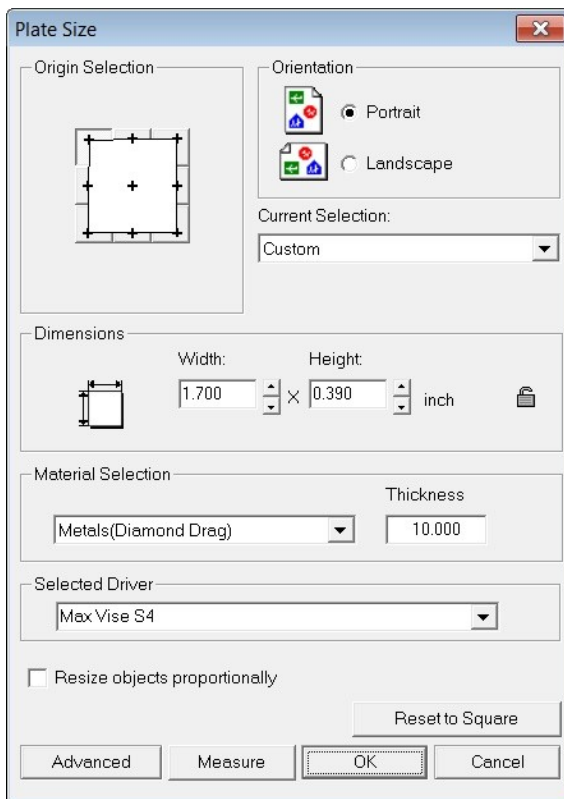 Plate Size
Origin Selection
Orientation
Portrait
Landscape
Current Selection:
Custom
Dimensions
Width:
Height:
1.700 X 0.390 inch
Material Selection
Thickness
Metals(Diamond Drag)
10.000
Selected Driver
Max Vise S4
Resize objects proportionally
Reset to Square
Advanced
Measure
OK
Cancel